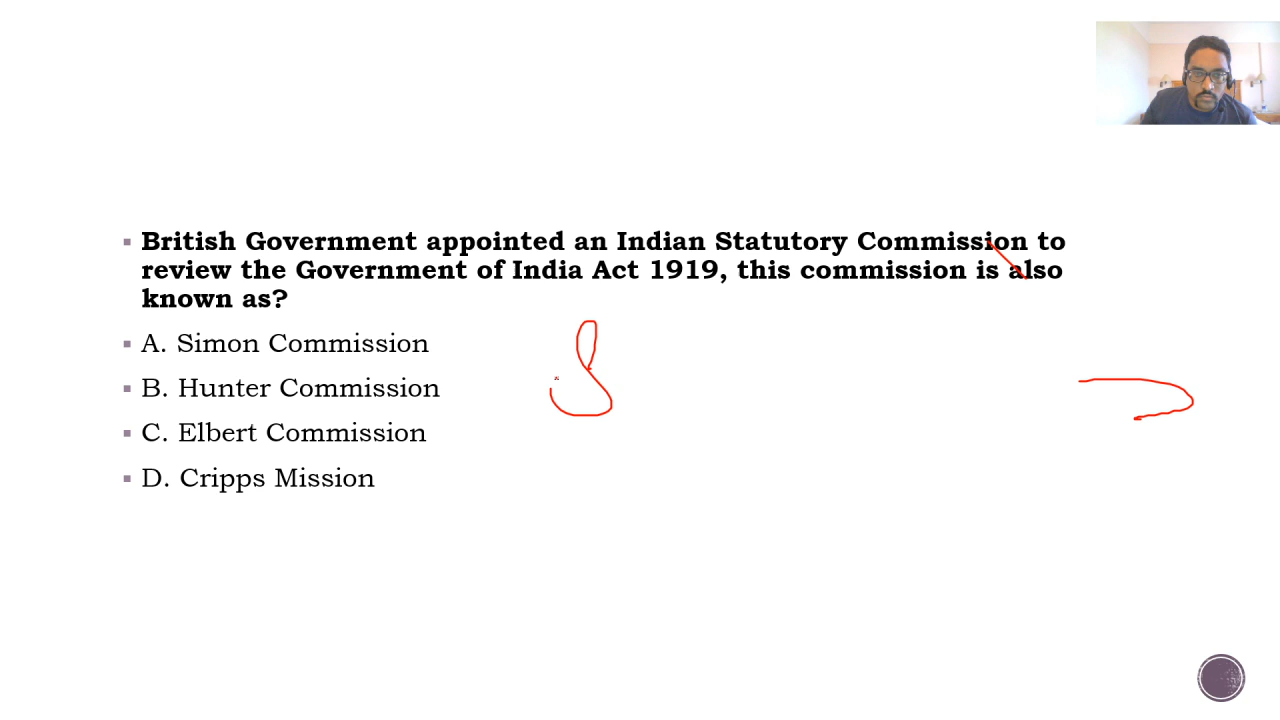 British Government appointed an Indian Statutory Commission to
review the Government of India Act 1919, this commission is also
known as?
A. Simon Commission
B. Hunter Commission
C. Elbert Commission
D. Cripps Mission